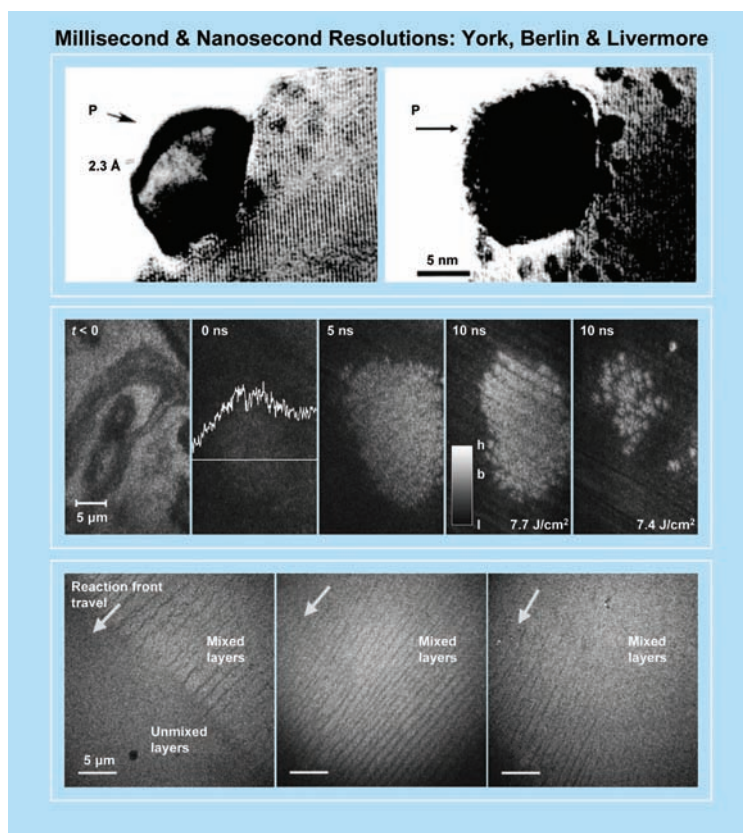 Millisecond & Nanosecond Resolutions: York, Berlin & Livermore
P
2.3 Å
P
5 nm
t < 0
0 ns
5 ns
10 ns
10 ns
5 μm
h
b
l
7.7 J/cm²
7.4 J/cm²
Reaction front
travel
Mixed
layers
Unmixed
layers
5 μm
Mixed
layers
Mixed
layers